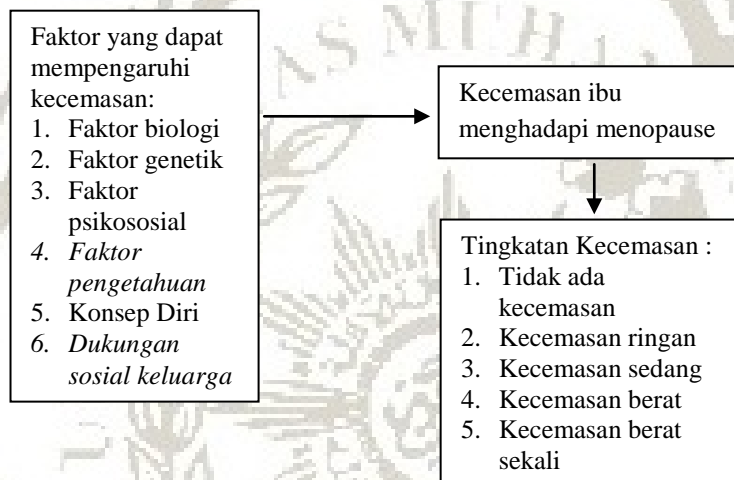 Faktor yang dapat
mempengaruhi
kecemasan:
1. Faktor biologi
2. Faktor genetik
3. Faktor
psikososial
4. Faktor
pengetahuan
5. Konsep Diri
6. Dukungan
sosial keluarga
Kecemasan ibu
menghadapi menopause
Tingkatan Kecemasan :
1. Tidak ada
kecemasan
2. Kecemasan ringan
3. Kecemasan sedang
4. Kecemasan berat
5. Kecemasan berat
sekali